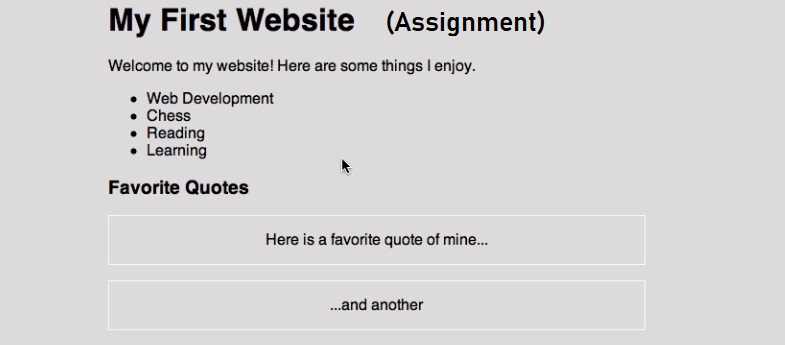 My First Website (Assignment)
Welcome to my website! Here are some things I enjoy.
Web Development
Chess
Reading
Learning
Favorite Quotes
Here is a favorite quote of mine...
...and another